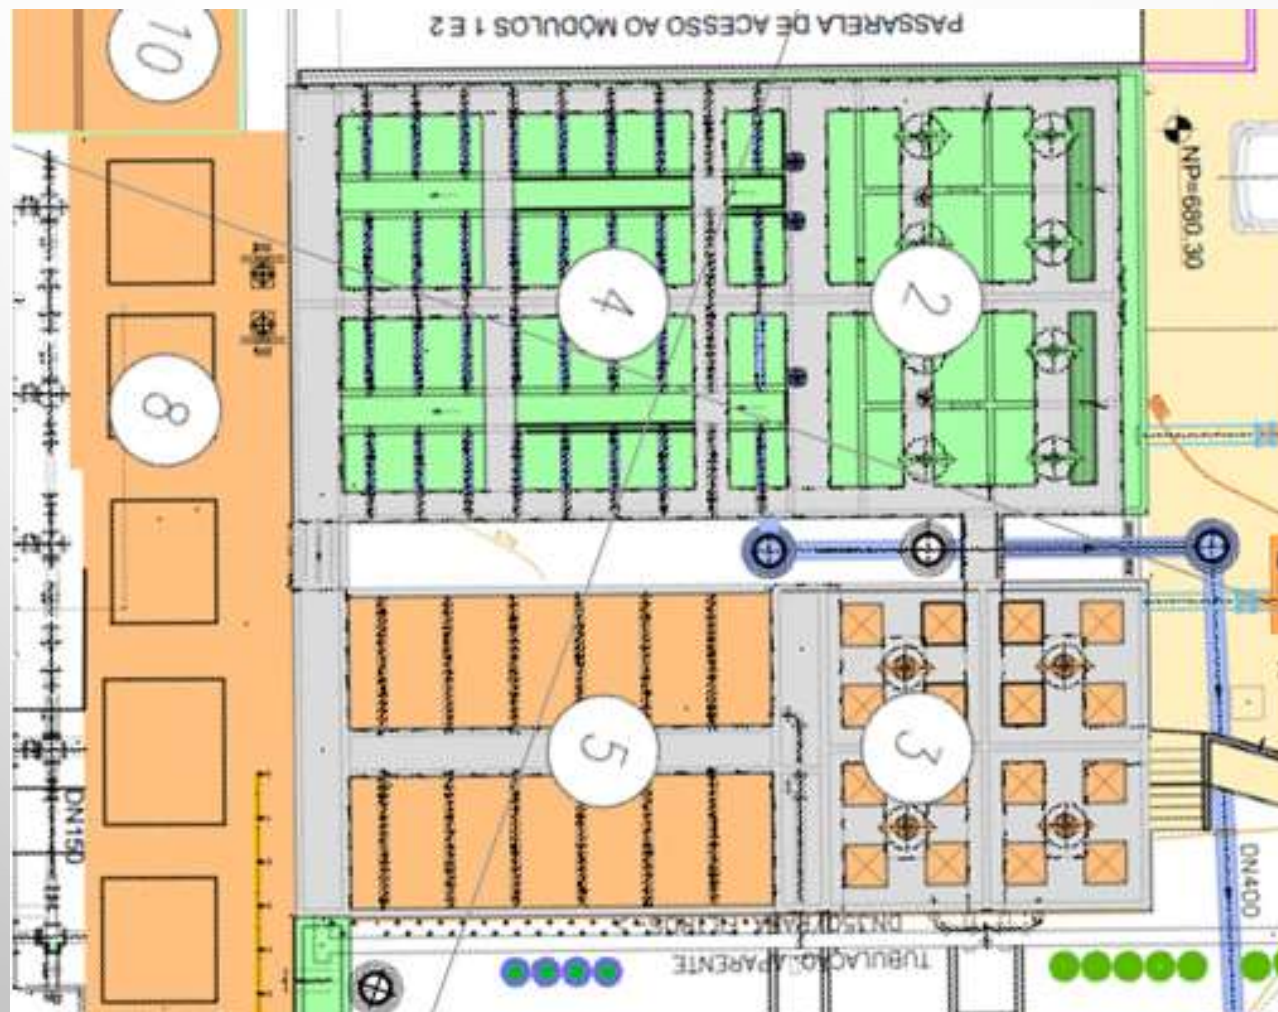 PASSARELA DE ACESSO AO MÓDULOS 1 E 2
10
NP=680.30
4
2
8
5
3
DN150
DN400
TUBULAÇÃO APARENTE